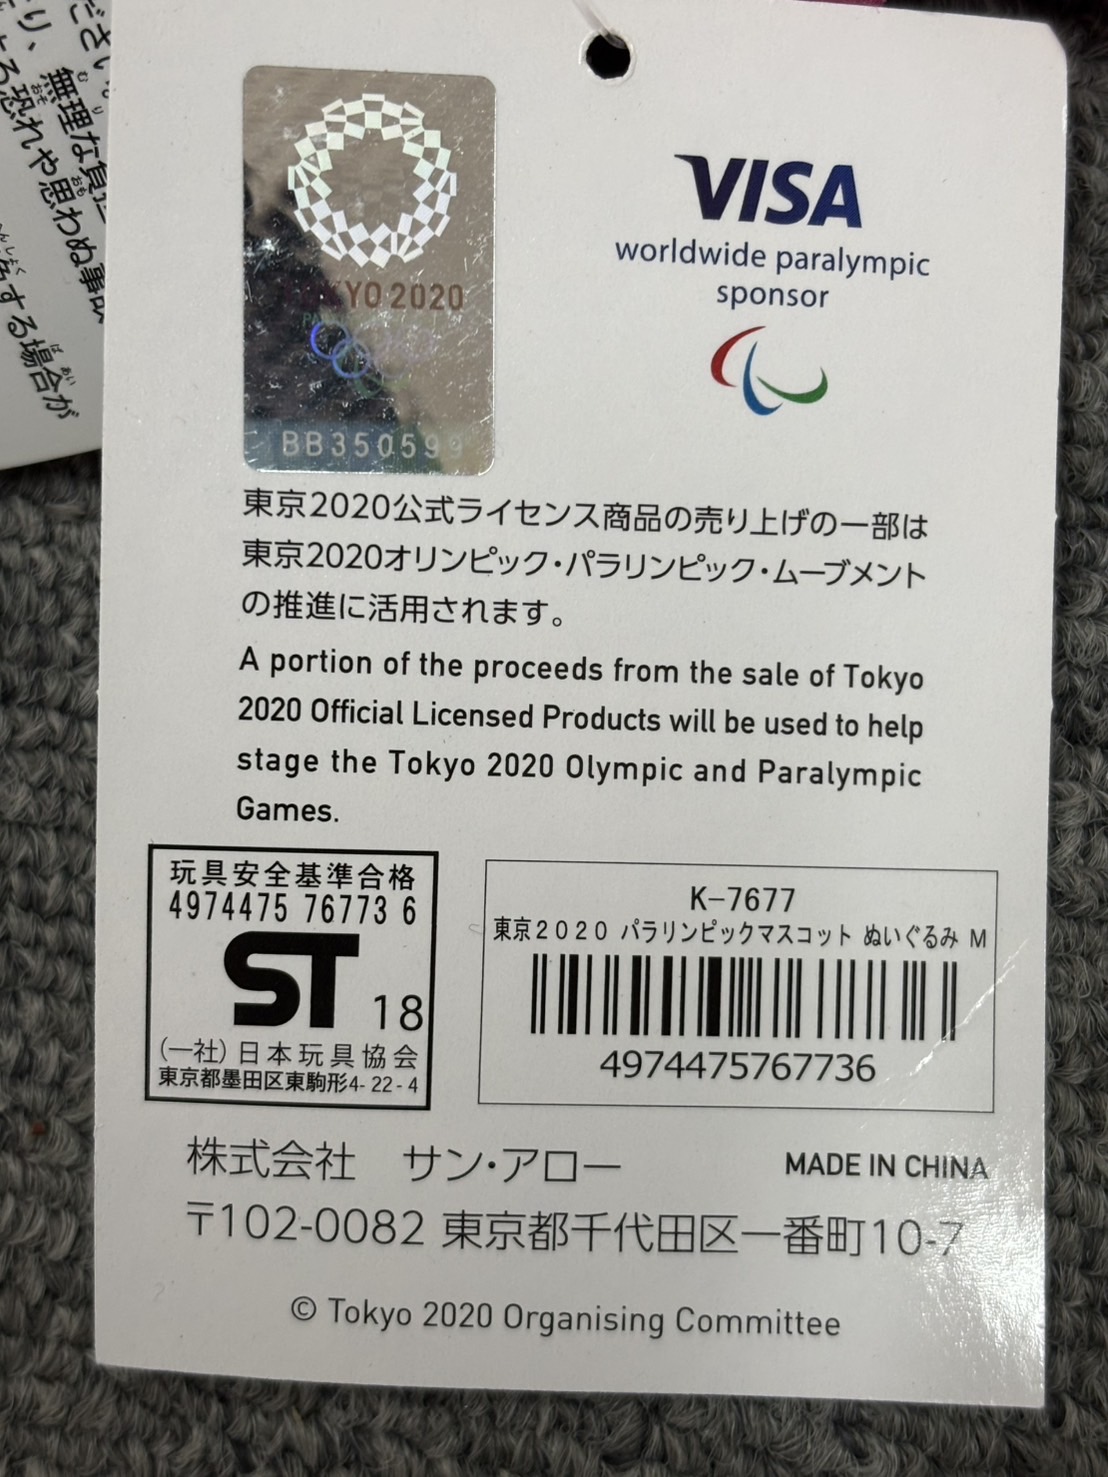 ださい
り、無理な負担
よる恐れや思わぬ事故
する場合が
TOKYO 2020
BB350599
VISA
worldwide paralympic
sponsor
東京2020公式ライセンス商品の売り上げの一部は
東京2020オリンピック・パラリンピック・ムーブメント
の推進に活用されます。
A portion of the proceeds from the sale of Tokyo
2020 Official Licensed Products will be used to help
stage the Tokyo 2020 Olympic and Paralympic
Games.
玩具安全基準合格
4974475 76773 6
ST 18
(一社)日本玩具協会
東京都墨田区東駒形4-22-4
K-7677
東京2020 パラリンピックマスコット ぬいぐるみ M
4974475767736
株式会社 サン・アロー
MADE IN CHINA
〒102-0082 東京都千代田区一番町10-7
© Tokyo 2020 Organising Committee